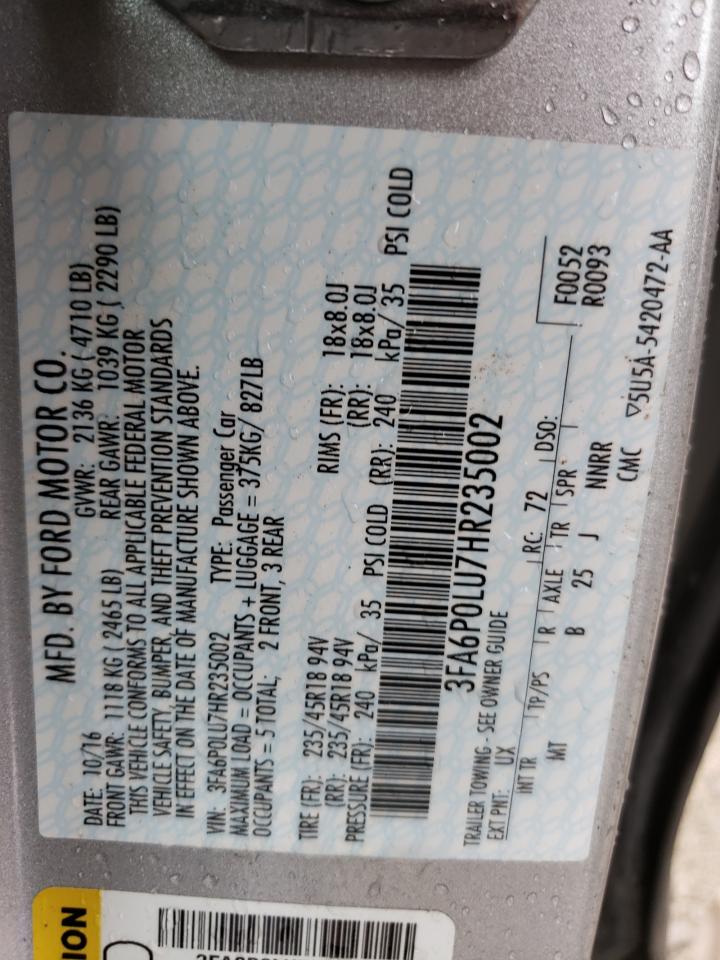 MFD. BY FORD MOTOR CO.
DATE: 10/16 GVWR: 2136 KG ( 4710 LB)
FRONT GAWR: 1118 KG ( 2465 LB) REAR GAWR: 1039 KG ( 2290 LB)
THIS VEHICLE CONFORMS TO ALL APPLICABLE FEDERAL MOTOR
VEHICLE SAFETY, BUMPER, AND THEFT PREVENTION STANDARDS
IN EFFECT ON THE DATE OF MANUFACTURE SHOWN ABOVE.
VIN: 3FA6P0LU7HR235002 TYPE: Passenger Car
MAXIMUM LOAD = OCCUPANTS + LUGGAGE = 375KG/ 827LB
OCCUPANTS = 5 TOTAL: 2 FRONT, 3 REAR
TIRE (FR): 235/45R18 94V RIMS (FR): 18x8.0J
(RR): 235/45R18 94V (RR): 18x8.0J
PRESSURE (FR): 240 kPa/ 35 PSI COLD (RR): 240 kPa/ 35 PSI COLD
3FA6P0LU7HR235002
TRAILER TOWING - SEE OWNER GUIDE
EXT PNT: UX RC: 72 DSO: F0052
R0093
INT TR TP/PS R AXLE TR SPR
MT B 25 J NNRR
CMC ▽5U5A-5420472-AA
ION